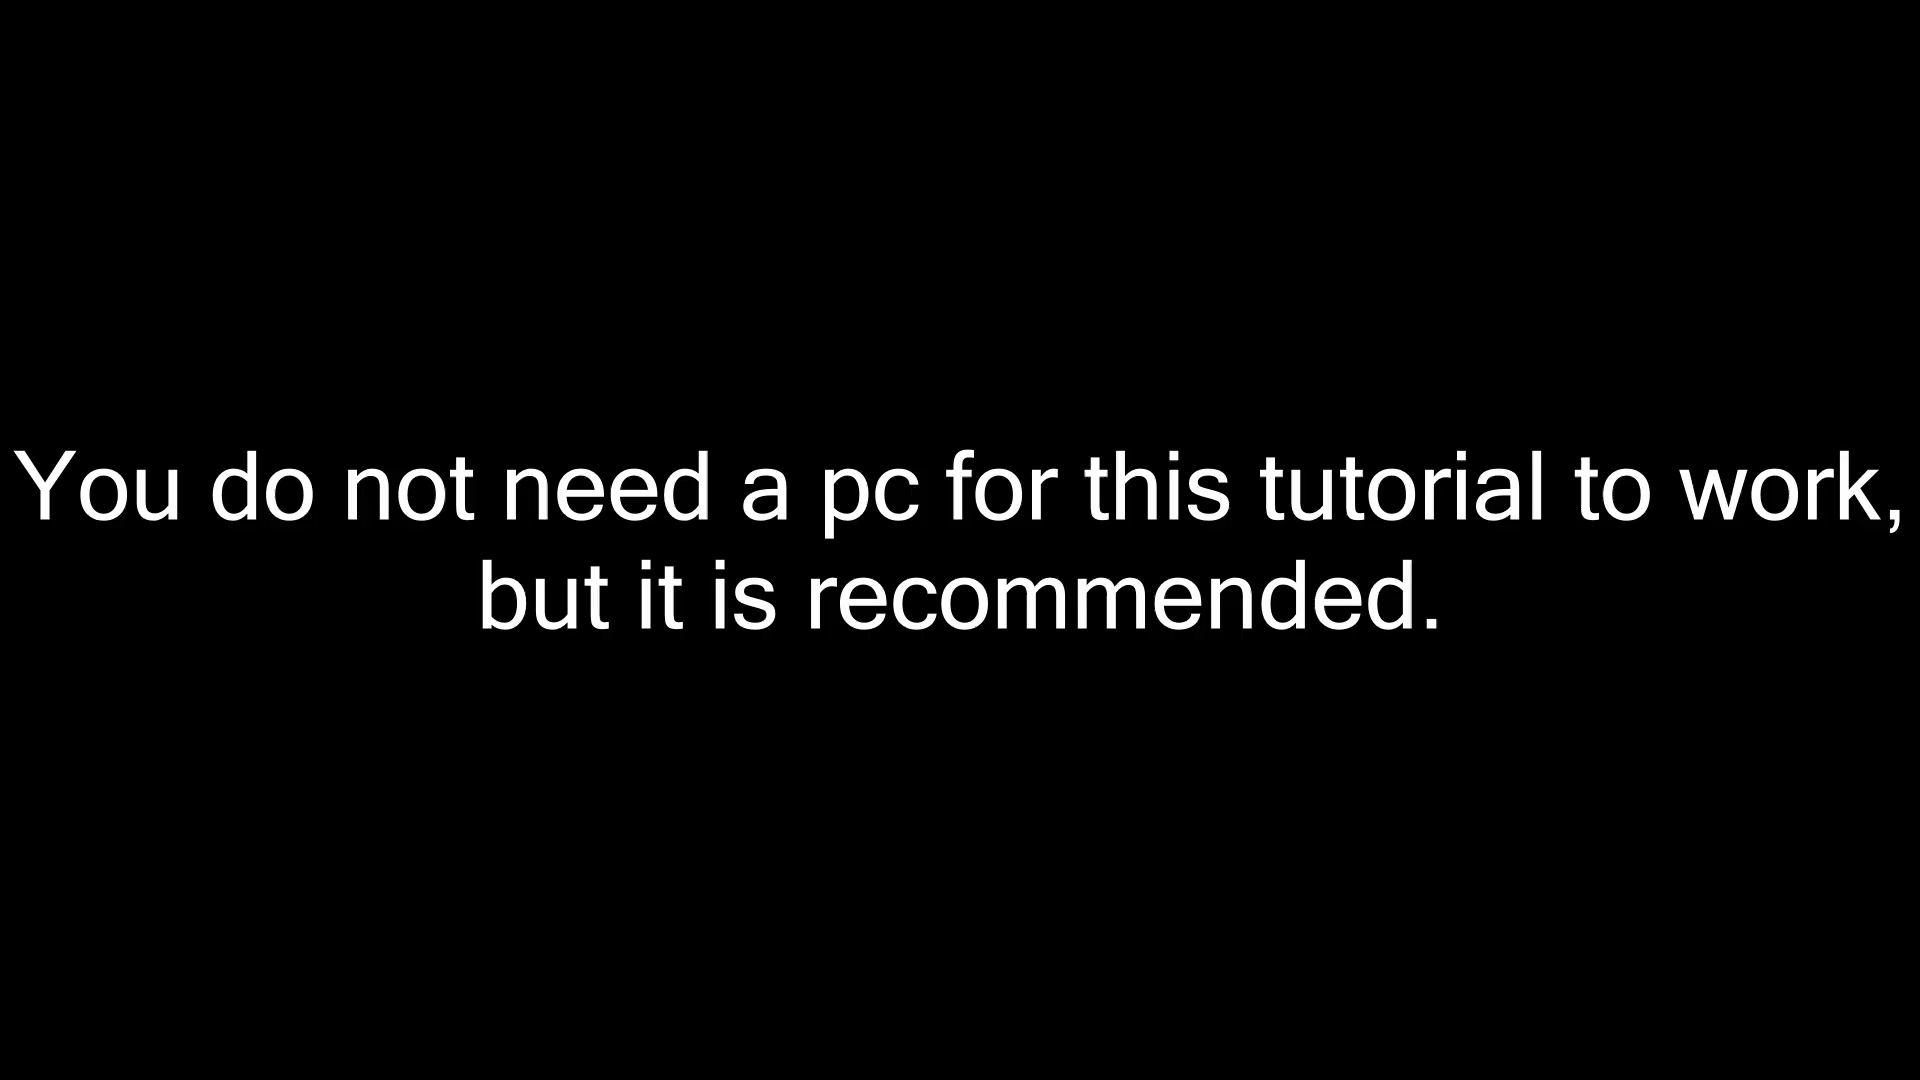 You do not need a pc for this tutorial to work,
but it is recommended.